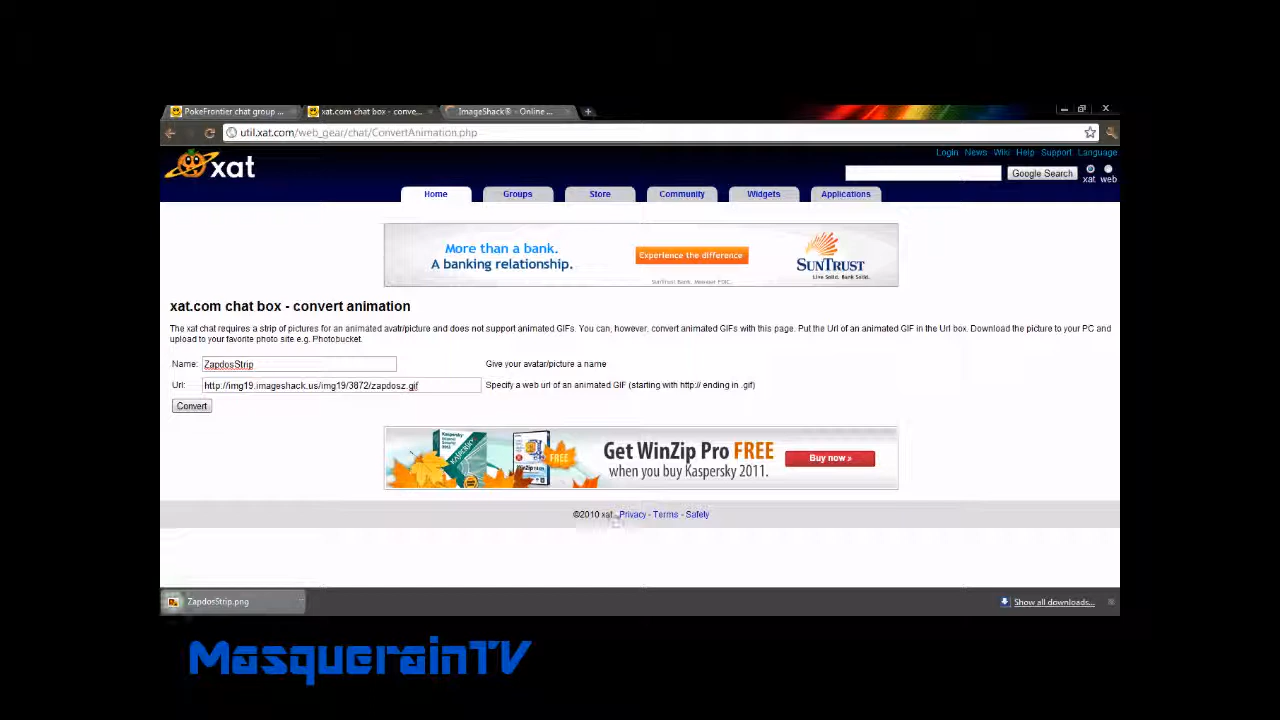 PokeFrontier chat group ...
xat.com chat box - conve...
ImageShack® - Online ...
util.xat.com/web_gear/chat/ConvertAnimation.php
xat
Login News Wiki Help Support Language
Google Search
xat web
Home Groups Store Community Widgets Applications
More than a bank.
A banking relationship.
Experience the difference
SunTrust
Live Solid. Bank Solid.
SunTrust Bank. Member FDIC.
xat.com chat box - convert animation
The xat chat requires a strip of pictures for an animated avatr/picture and does not support animated GIFs. You can, however, convert animated GIFs with this page. Put the Url of an animated GIF in the Url box. Download the picture to your PC and
upload to your favorite photo site e.g. Photobucket.
Name: ZapdosStrip Give your avatar/picture a name
Url: http://img19.imageshack.us/img19/3872/zapdosz.gif Specify a web url of an animated GIF (starting with http:// ending in .gif)
Convert
FREE
Get WinZip Pro FREE
when you buy Kaspersky 2011.
Buy now »
©2010 xat Privacy - Terms - Safety
ZapdosStrip.png
Show all downloads...
MasquerainTV